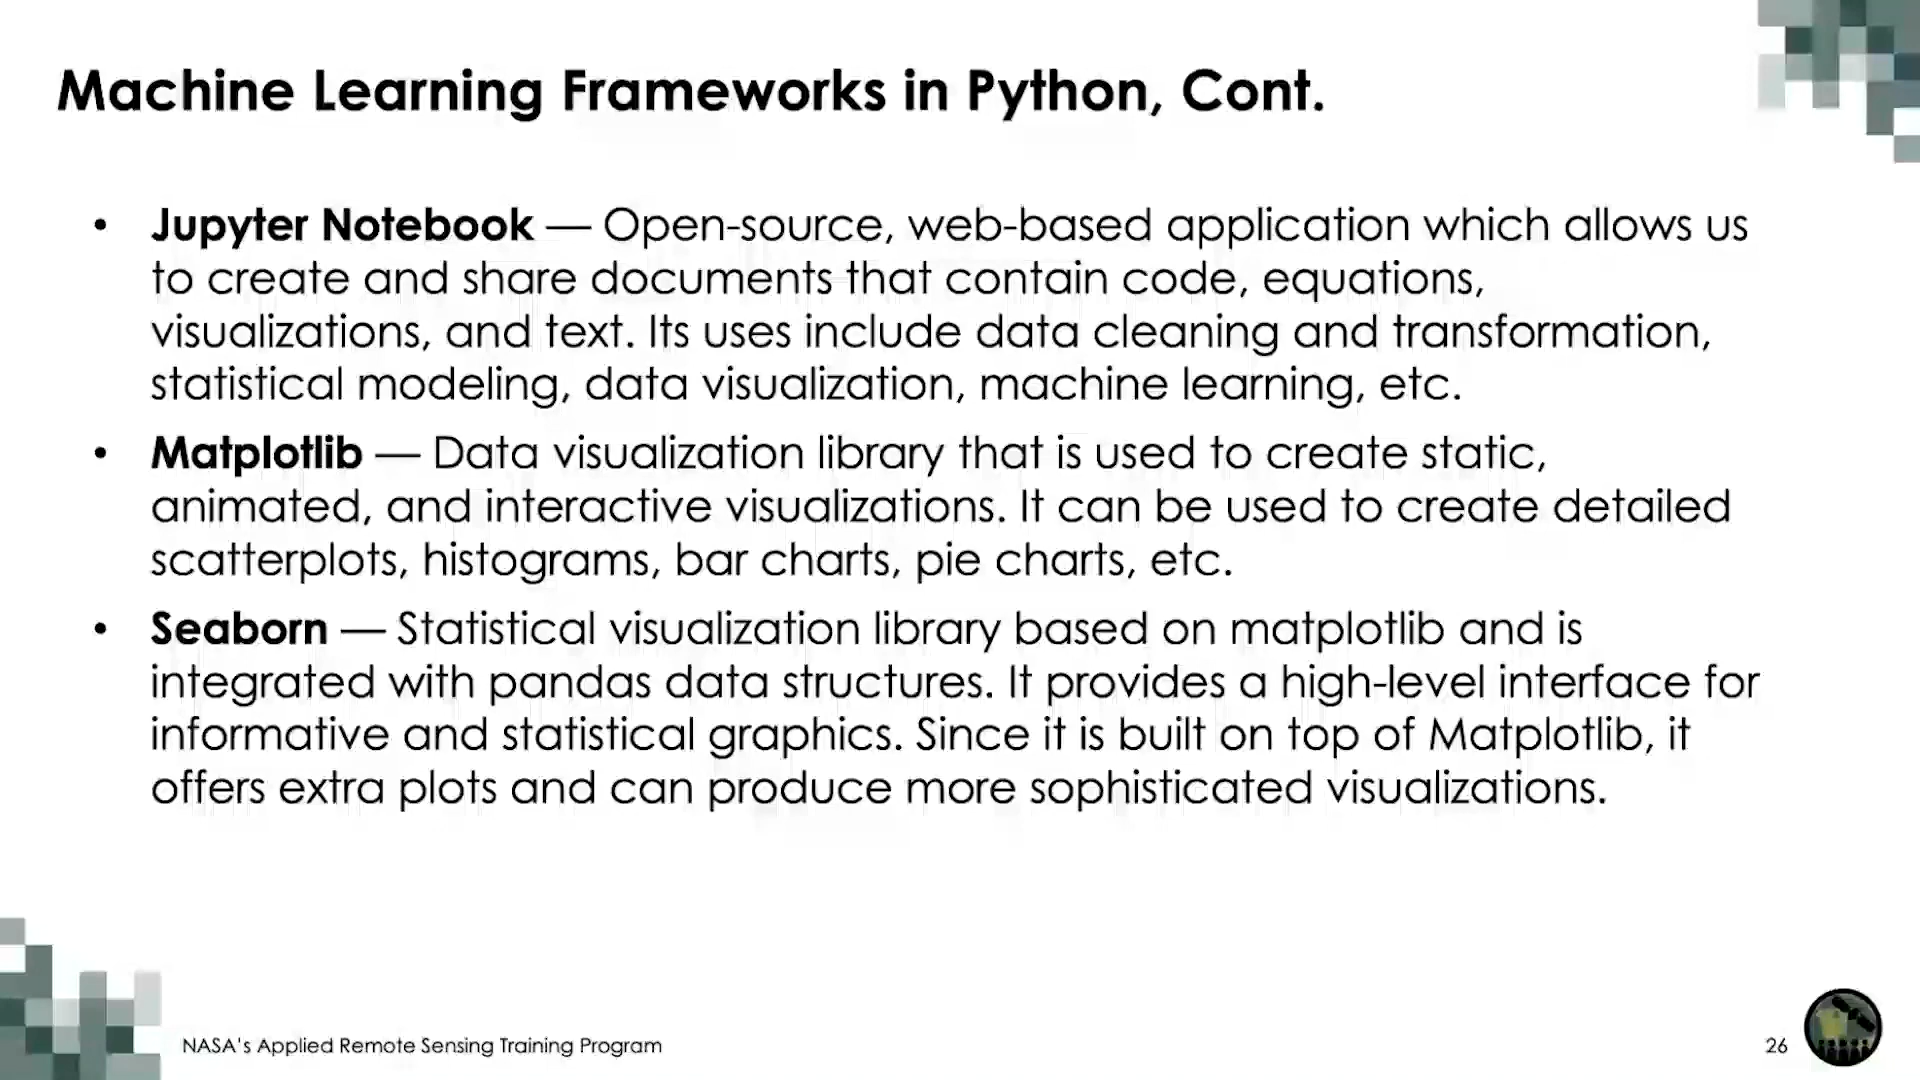 Machine Learning Frameworks in Python, Cont.
• Jupyter Notebook — Open-source, web-based application which allows us
to create and share documents that contain code, equations,
visualizations, and text. Its uses include data cleaning and transformation,
statistical modeling, data visualization, machine learning, etc.
• Matplotlib — Data visualization library that is used to create static,
animated, and interactive visualizations. It can be used to create detailed
scatterplots, histograms, bar charts, pie charts, etc.
• Seaborn — Statistical visualization library based on matplotlib and is
integrated with pandas data structures. It provides a high-level interface for
informative and statistical graphics. Since it is built on top of Matplotlib, it
offers extra plots and can produce more sophisticated visualizations.
NASA's Applied Remote Sensing Training Program
26